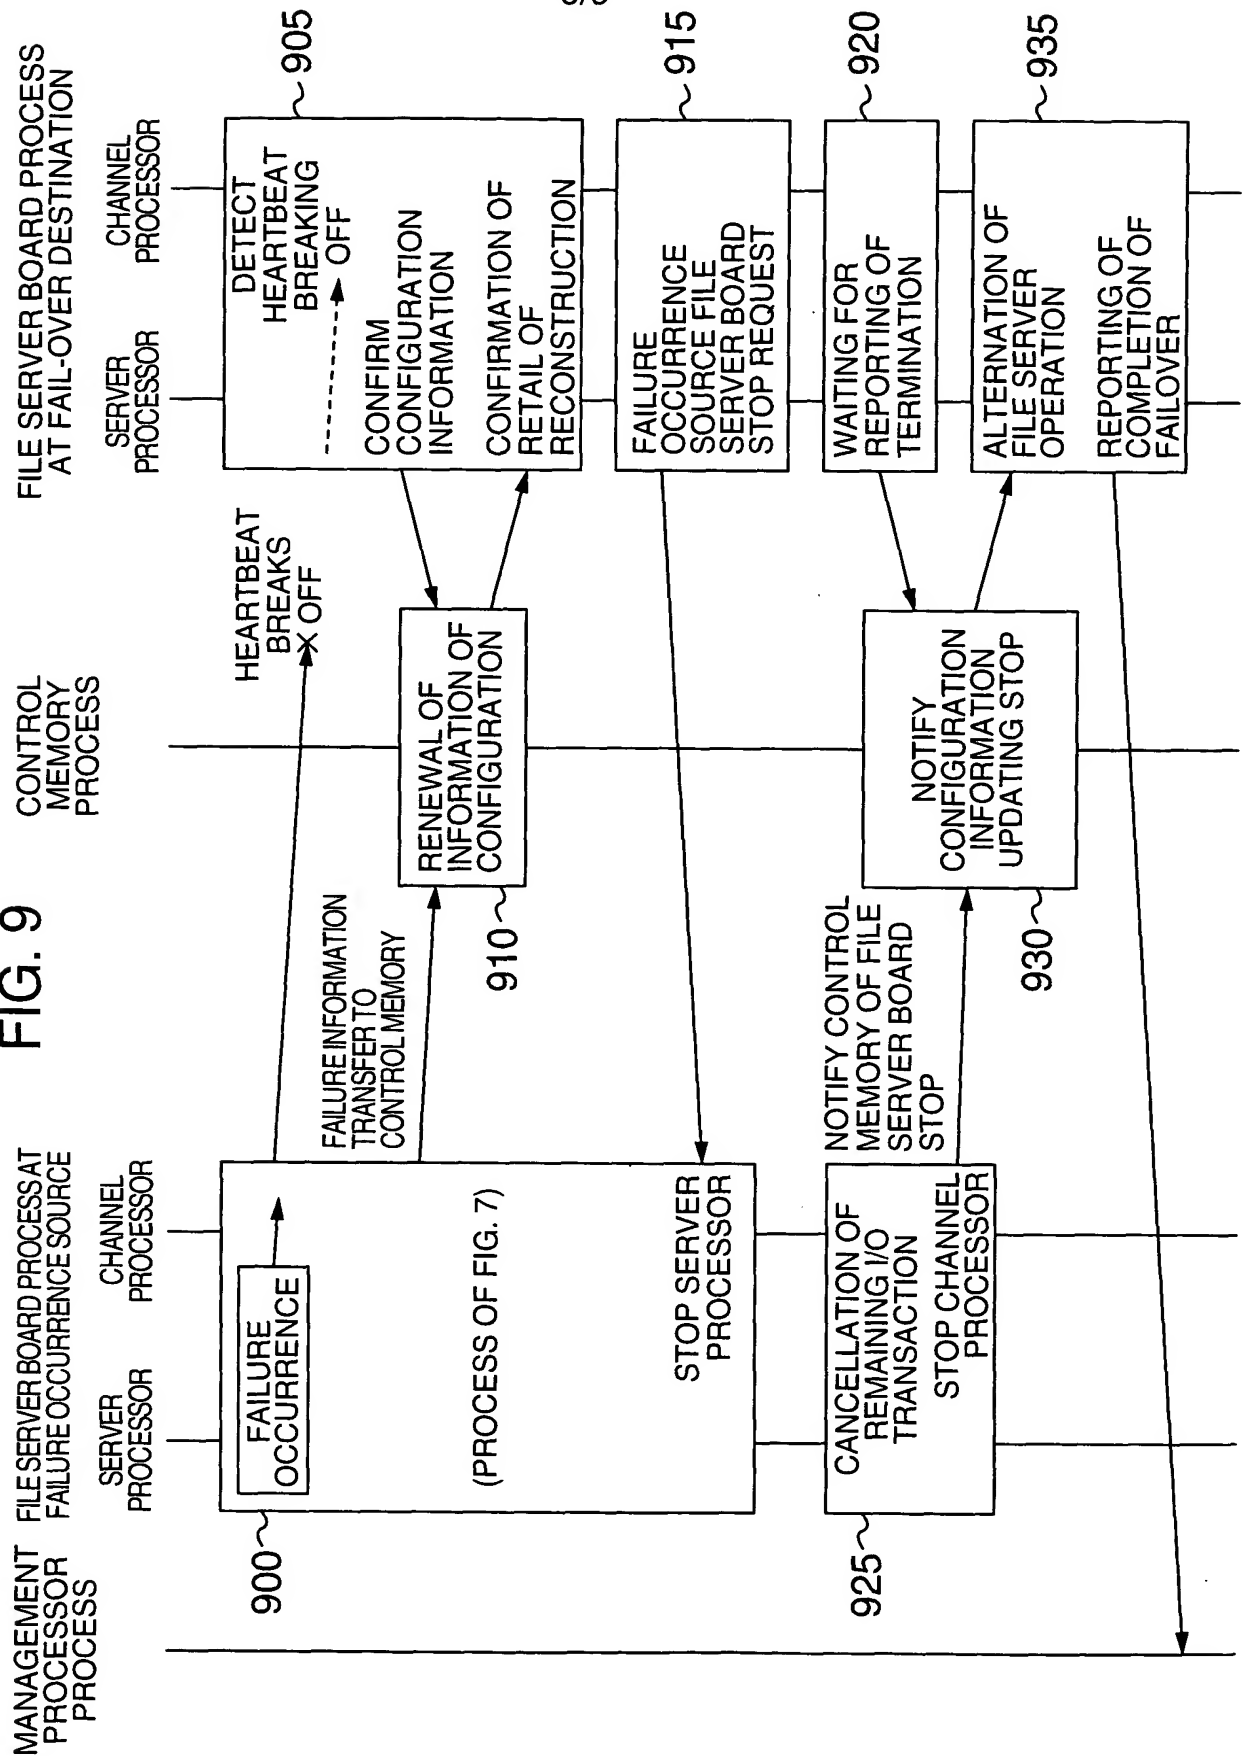 FIG. 9
MANAGEMENT
PROCESSOR
PROCESS
FILE SERVER BOARD PROCESS AT
FAILURE OCCURRENCE SOURCE
SERVER
PROCESSOR
CHANNEL
PROCESSOR
CONTROL
MEMORY
PROCESS
FILE SERVER BOARD PROCESS
AT FAIL-OVER DESTINATION
SERVER
PROCESSOR
CHANNEL
PROCESSOR
900
FAILURE
OCCURRENCE
(PROCESS OF FIG. 7)
STOP SERVER
PROCESSOR
HEARTBEAT
BREAKS
OFF
905
DETECT
HEARTBEAT
BREAKING
OFF
CONFIRM
CONFIGURATION
INFORMATION
CONFIRMATION OF
RETAIL OF
RECONSTRUCTION
FAILURE INFORMATION
TRANSFER TO
CONTROL MEMORY
910
RENEWAL OF
INFORMATION OF
CONFIGURATION
915
FAILURE
OCCURRENCE
SOURCE FILE
SERVER BOARD
STOP REQUEST
920
WAITING FOR
REPORTING OF
TERMINATION
925
CANCELLATION OF
REMAINING I/O
TRANSACTION
STOP CHANNEL
PROCESSOR
NOTIFY CONTROL
MEMORY OF FILE
SERVER BOARD
STOP
930
NOTIFY
CONFIGURATION
INFORMATION
UPDATING STOP
935
ALTERNATION OF
FILE SERVER
OPERATION
REPORTING OF
COMPLETION OF
FAILOVER